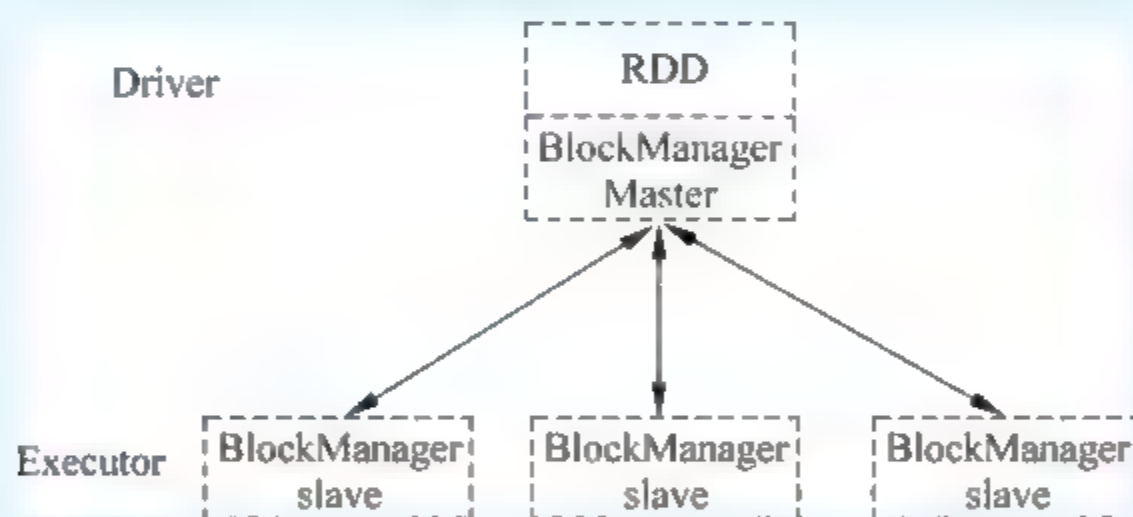 RDD
Driver
BlockManager
Master
Executor
BlockManager
slave
BlockManager
slave
BlockManager
slave